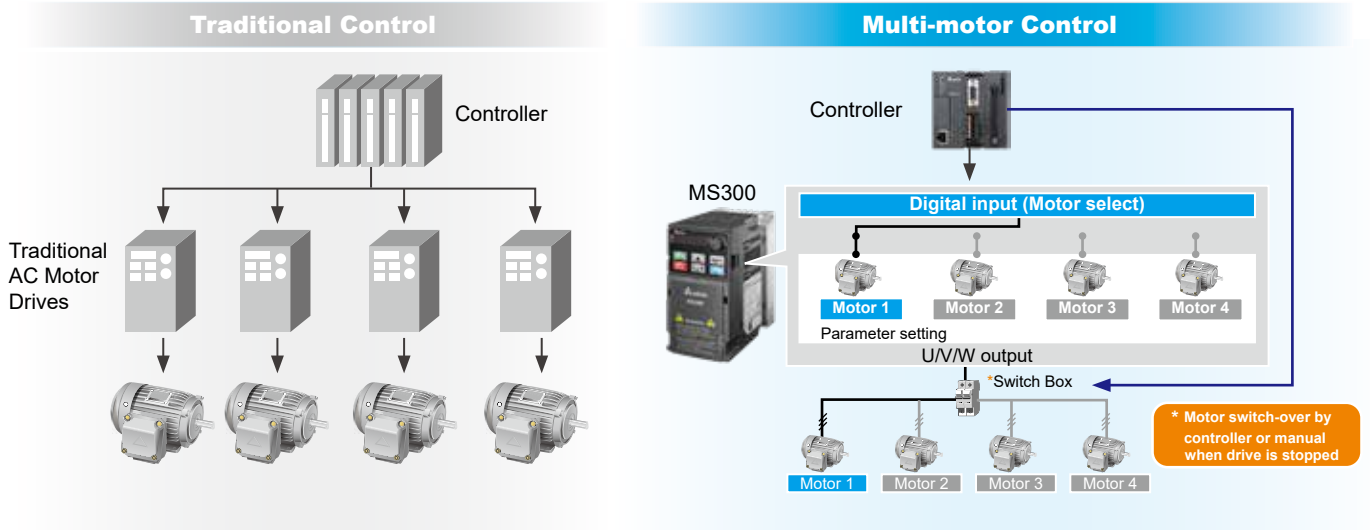 Traditional Control
Controller
Traditional
AC Motor
Drives
Multi-motor Control
Controller
MS300
Digital input (Motor select)
Motor 1
Motor 2
Motor 3
Motor 4
Parameter setting
U/V/W output
*Switch Box
* Motor switch-over by
controller or manual
when drive is stopped
Motor 1
Motor 2
Motor 3
Motor 4